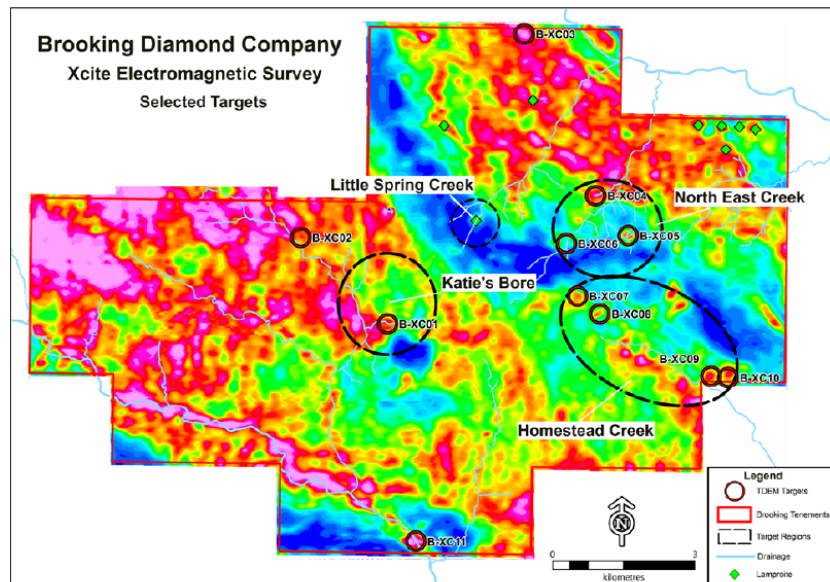 Brooking Diamond Company
Xcite Electromagnetic Survey
Selected Targets
B-XC03
Little Spring Creek
B-XC04
North East Creek
B-XC02
B-XC05
B-XC06
Katie's Bore
B-XC07
B-XC08
B-XC01
B-XC09
B-XC10
Homestead Creek
B-XC11
N
0 3
kilometres
Legend
TDEM Targets
Brooking Tenements
Target Regions
Drainage
Lamproite